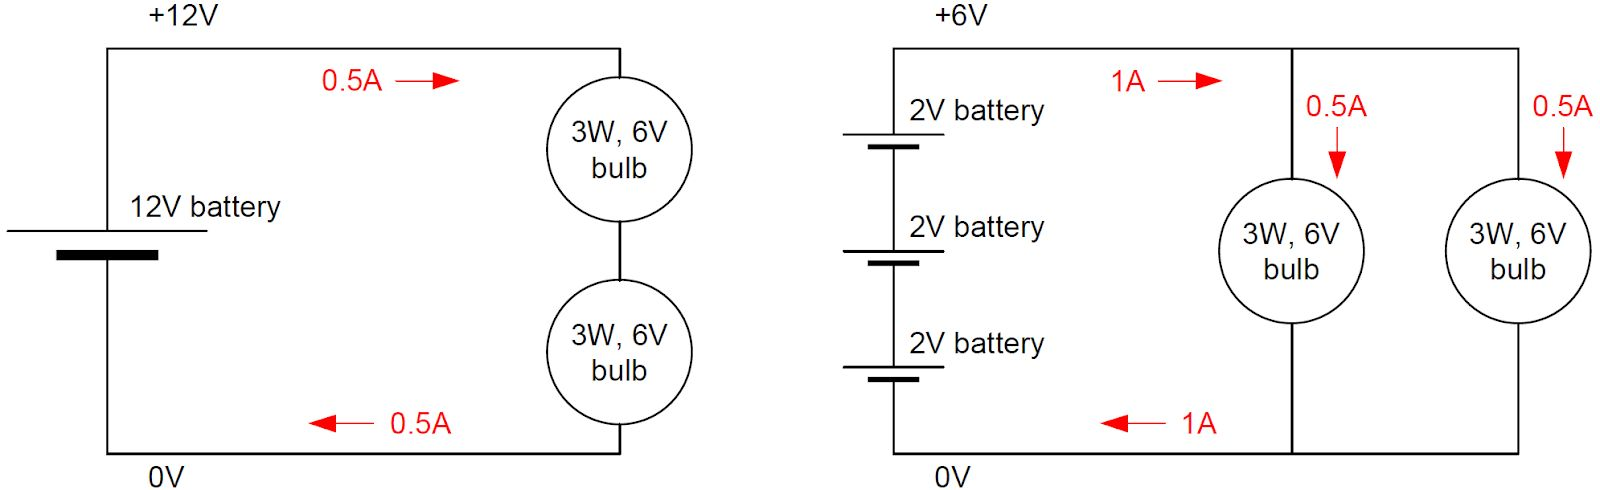 +12V
0.5A
3W, 6V
bulb
12V battery
3W, 6V
bulb
0.5A
0V
+6V
1A
2V battery
0.5A
0.5A
2V battery
3W, 6V
bulb
3W, 6V
bulb
2V battery
1A
0V